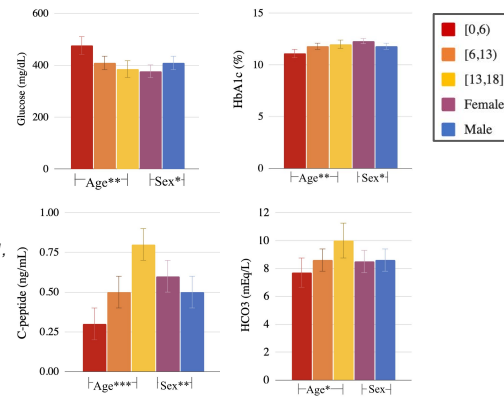 600
400
200
0
Glucose (mg/dL)
Age**
Sex*
15
10
5
0
HbA1c (%)
Age**
Sex*
[0,6)
[6,13)
[13,18]
Female
Male
1.00
0.75
0.50
0.25
0.00
C-peptide (ng/mL)
Age***
Sex**
12
10
8
6
4
2
0
HCO3 (mEq/L)
Age*
Sex